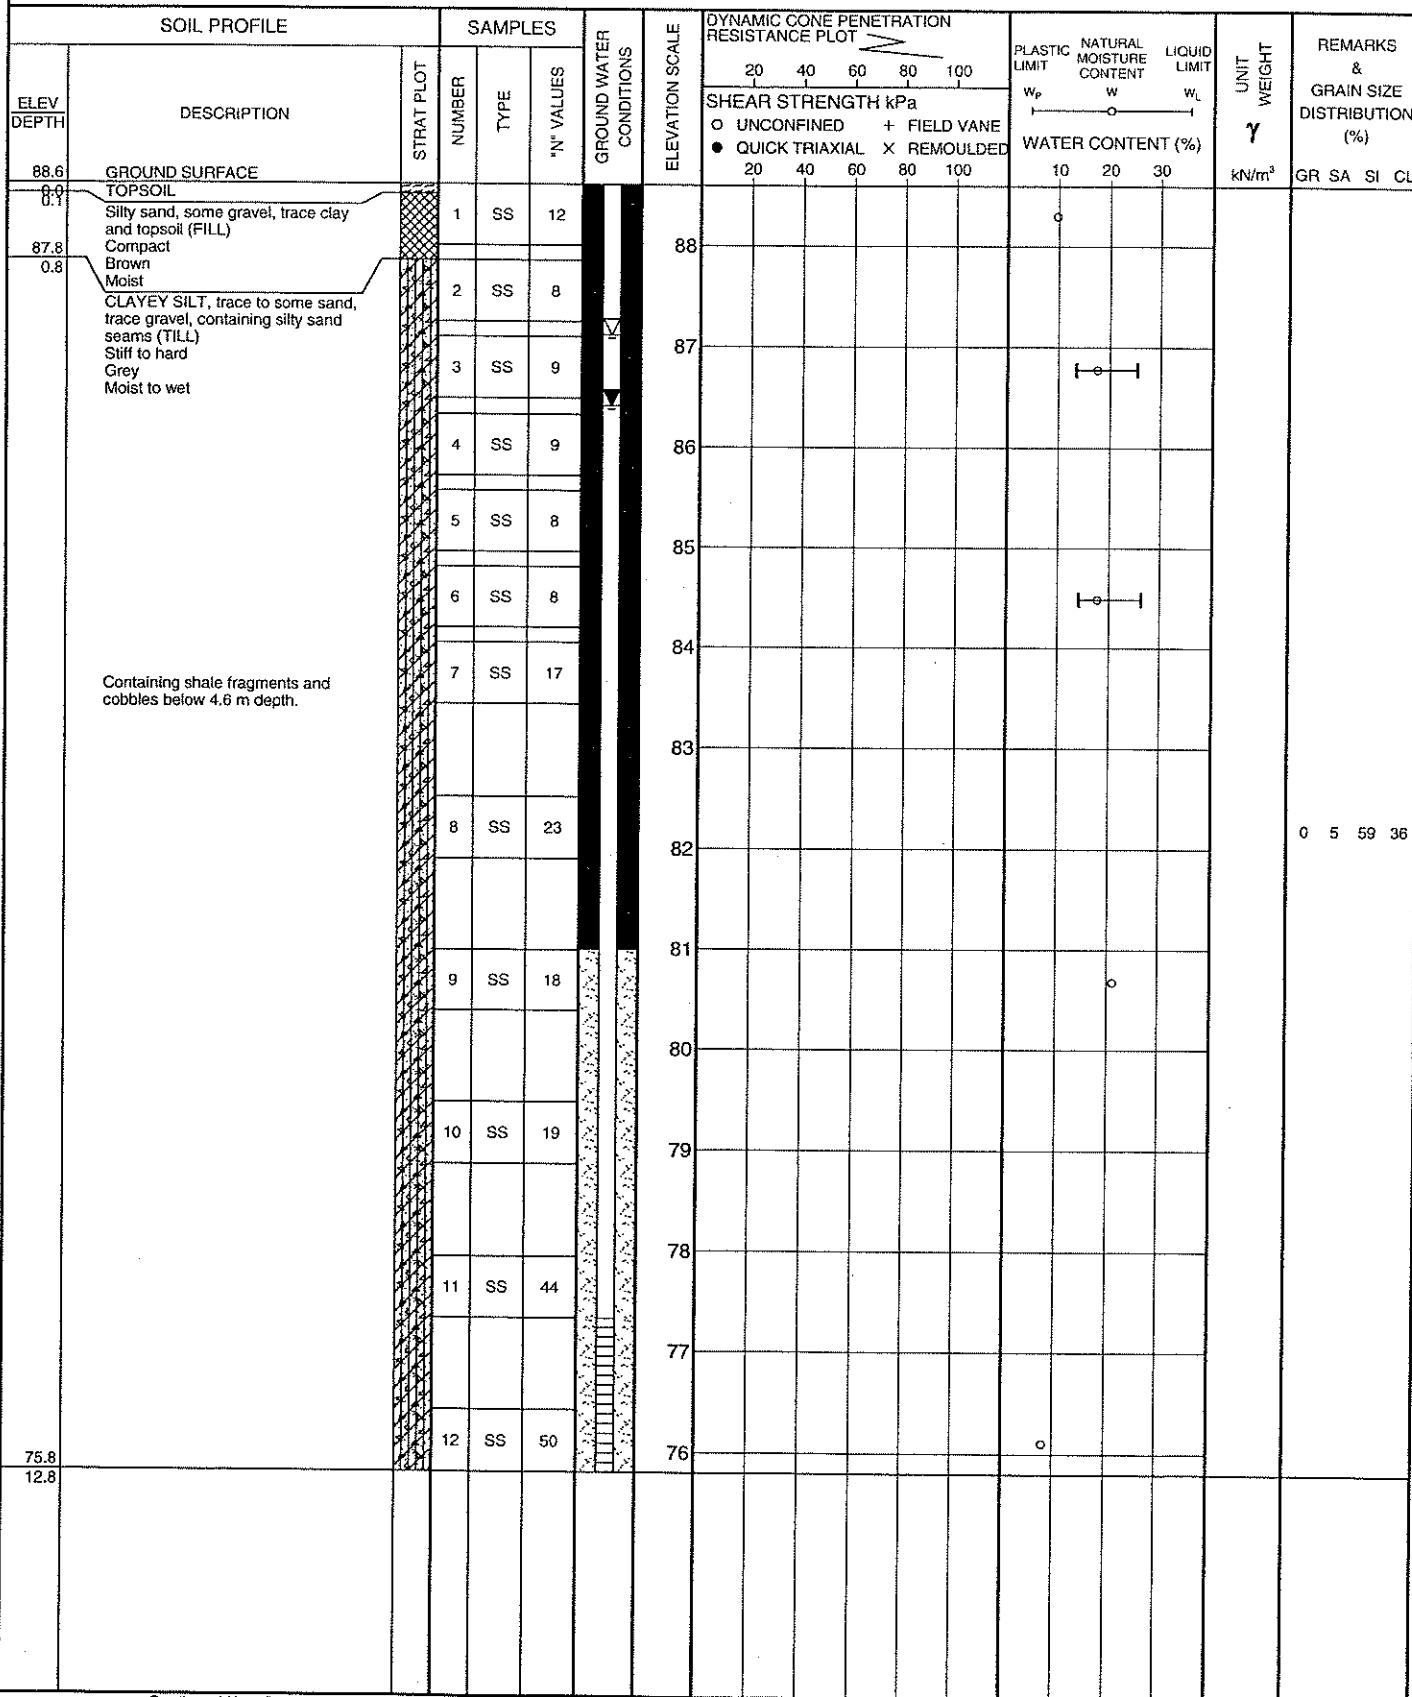 SOIL PROFILE
SAMPLES
GROUND WATER CONDITIONS
ELEVATION SCALE
DYNAMIC CONE PENETRATION
RESISTANCE PLOT
20 40 60 80 100
SHEAR STRENGTH kPa
O UNCONFINED + FIELD VANE
● QUICK TRIAXIAL X REMOULDED
20 40 60 80 100
PLASTIC LIMIT
NATURAL MOISTURE CONTENT
LIQUID LIMIT
WP W WL
WATER CONTENT (%)
10 20 30
UNIT WEIGHT
γ
kN/m³
REMARKS
&
GRAIN SIZE
DISTRIBUTION
(%)
GR SA SI CL
ELEV
DEPTH
DESCRIPTION
STRAT PLOT
NUMBER
TYPE
"N" VALUES
88.6 GROUND SURFACE
0.0 TOPSOIL
0.1
Silty sand, some gravel, trace clay
and topsoil (FILL)
Compact
Brown
Moist
87.8
0.8
CLAYEY SILT, trace to some sand,
trace gravel, containing silty sand
seams (TILL)
Stiff to hard
Grey
Moist to wet
Containing shale fragments and
cobbles below 4.6 m depth.
75.8
12.8
1 SS 12
2 SS 8
3 SS 9
4 SS 9
5 SS 8
6 SS 8
7 SS 17
8 SS 23
9 SS 18
10 SS 19
11 SS 44
12 SS 50
88
87
86
85
84
83
82
81
80
79
78
77
76
0 5 59 36